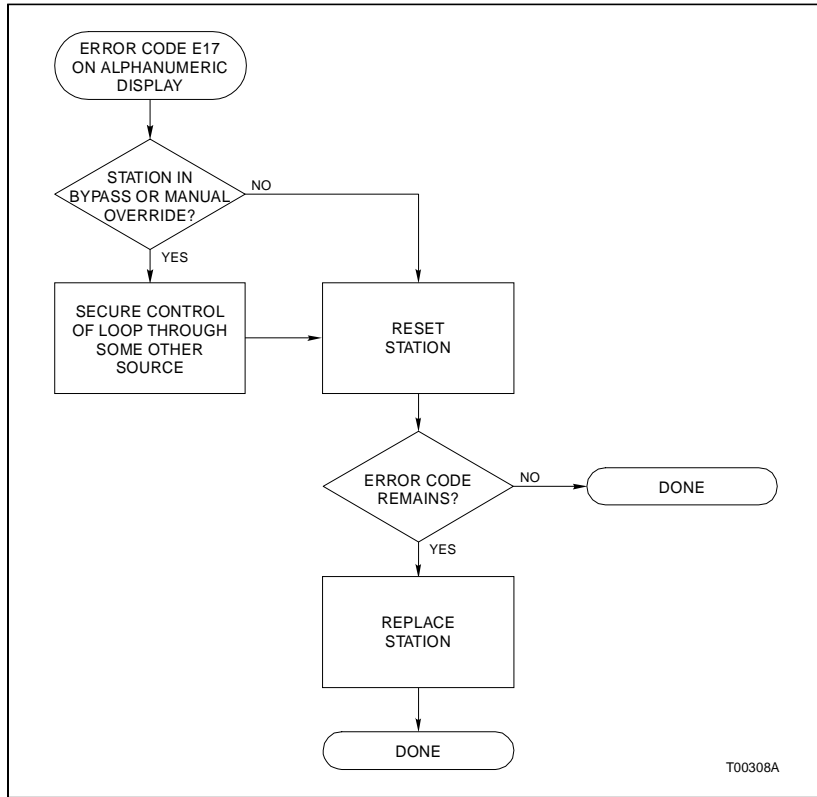 ERROR CODE E17
ON ALPHANUMERIC
DISPLAY
STATION IN
BYPASS OR MANUAL
OVERRIDE?
NO
YES
SECURE CONTROL
OF LOOP THROUGH
SOME OTHER
SOURCE
RESET
STATION
ERROR CODE
REMAINS?
NO
DONE
YES
REPLACE
STATION
DONE
T00308A